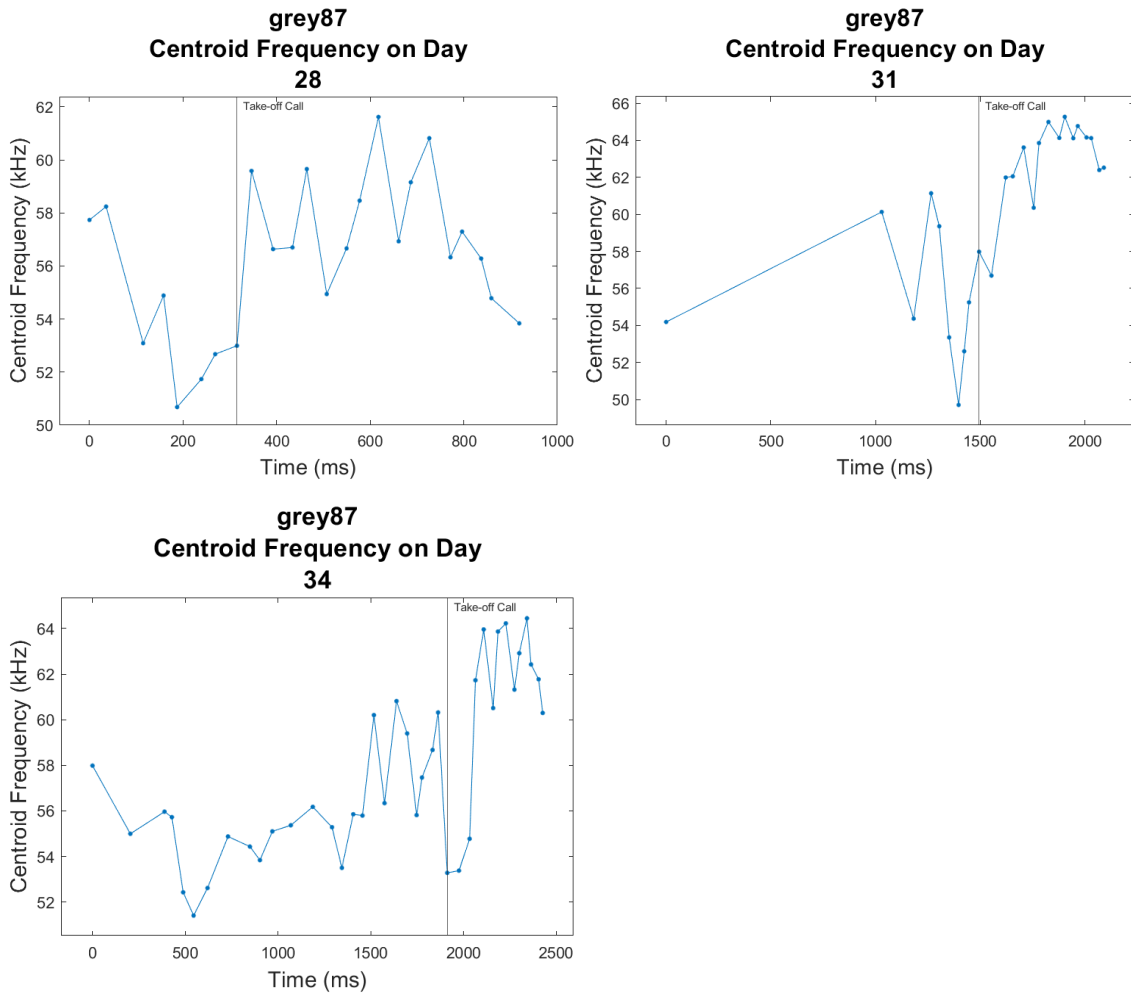 grey87
Centroid Frequency on Day
28
Take-off Call
62
60
58
56
54
52
50
Centroid Frequency (kHz)
0
200
400
600
800
1000
Time (ms)
grey87
Centroid Frequency on Day
31
Take-off Call
66
64
62
60
58
56
54
52
50
Centroid Frequency (kHz)
0
500
1000
1500
2000
Time (ms)
grey87
Centroid Frequency on Day
34
Take-off Call
64
62
60
58
56
54
52
Centroid Frequency (kHz)
0
500
1000
1500
2000
2500
Time (ms)